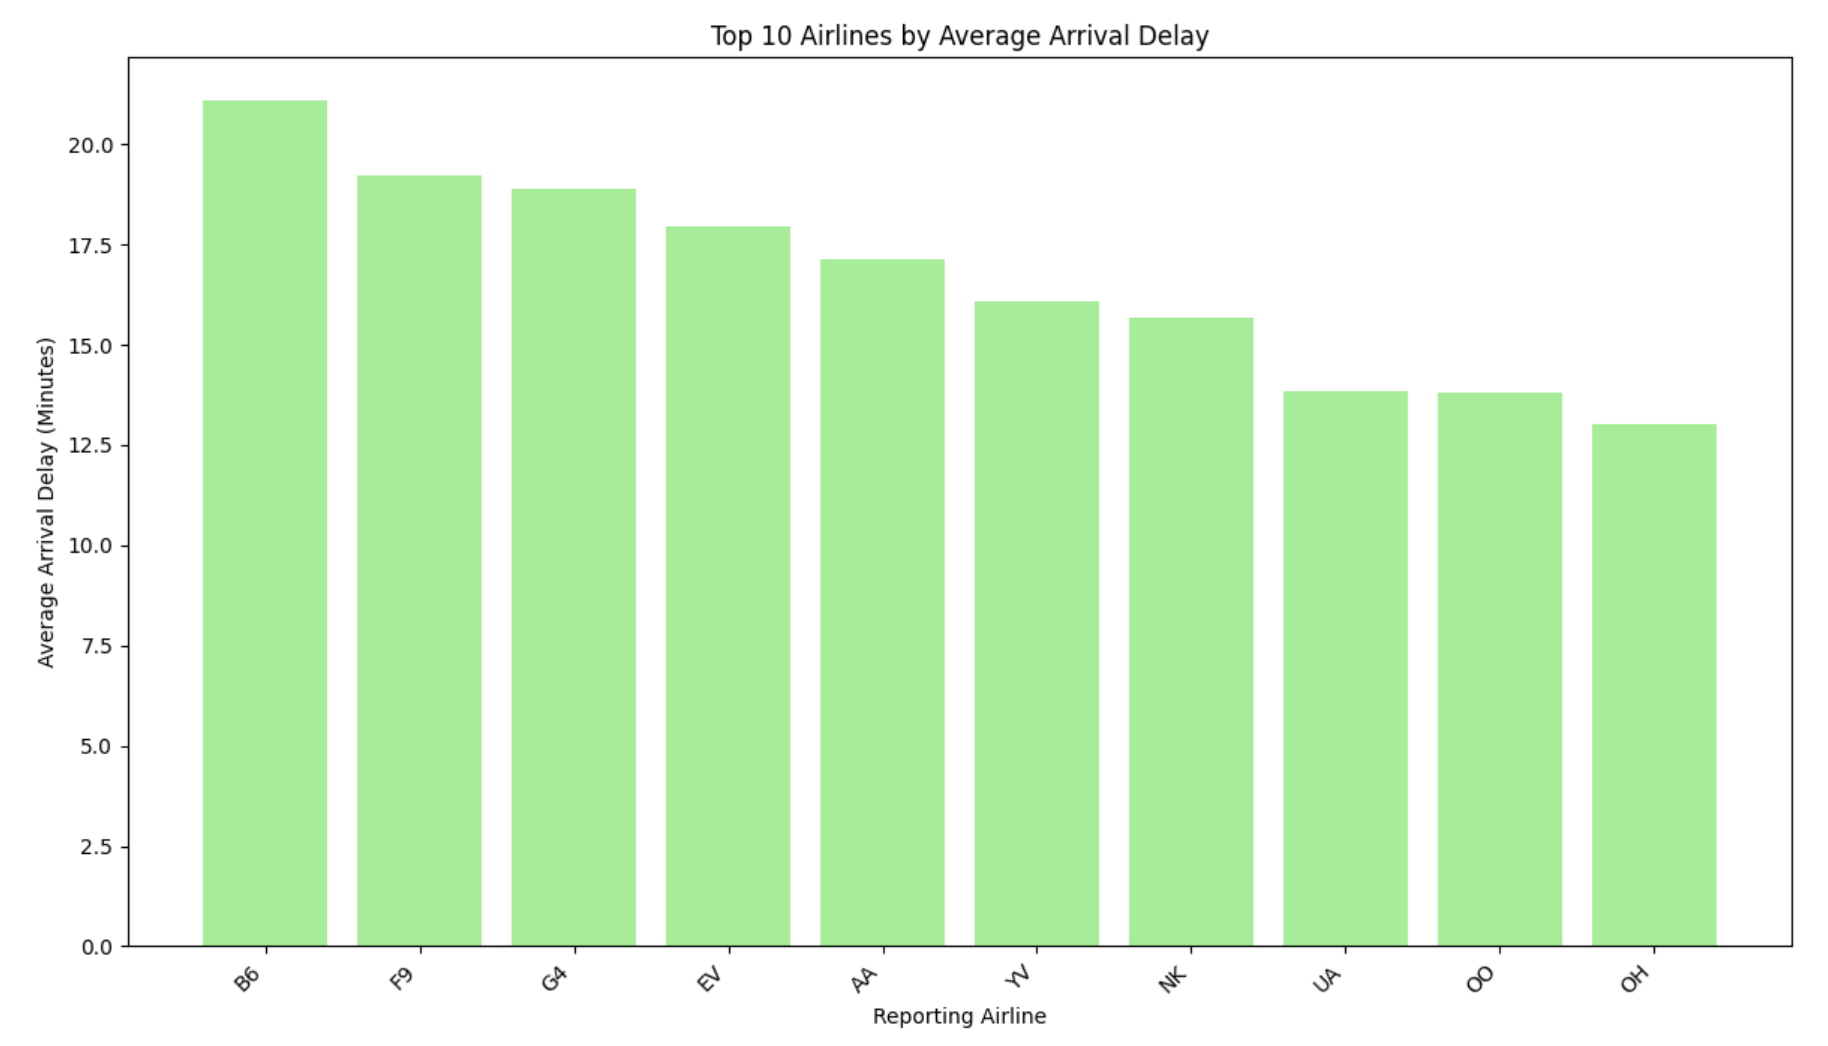 Top 10 Airlines by Average Arrival Delay
Average Arrival Delay (Minutes)
20.0
17.5
15.0
12.5
10.0
7.5
5.0
2.5
0.0
B6 F9 G4 EV AA YV NK UA OO OH
Reporting Airline